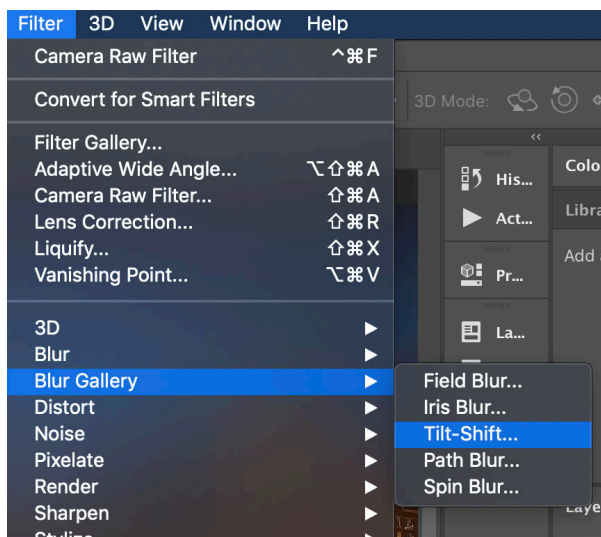 Filter 3D View Window Help
Camera Raw Filter ^⌘F
Convert for Smart Filters
3D Mode:
Filter Gallery...
Adaptive Wide Angle... ⌥⇧⌘A
Camera Raw Filter... ⇧⌘A
Lens Correction... ⇧⌘R
Liquify... ⇧⌘X
Vanishing Point... ⌥⌘V
3D
Blur
Blur Gallery
Distort
Noise
Pixelate
Render
Sharpen
Field Blur...
Iris Blur...
Tilt-Shift...
Path Blur...
Spin Blur...
His...
Act...
Pr...
La...
Colo
Libra
Add